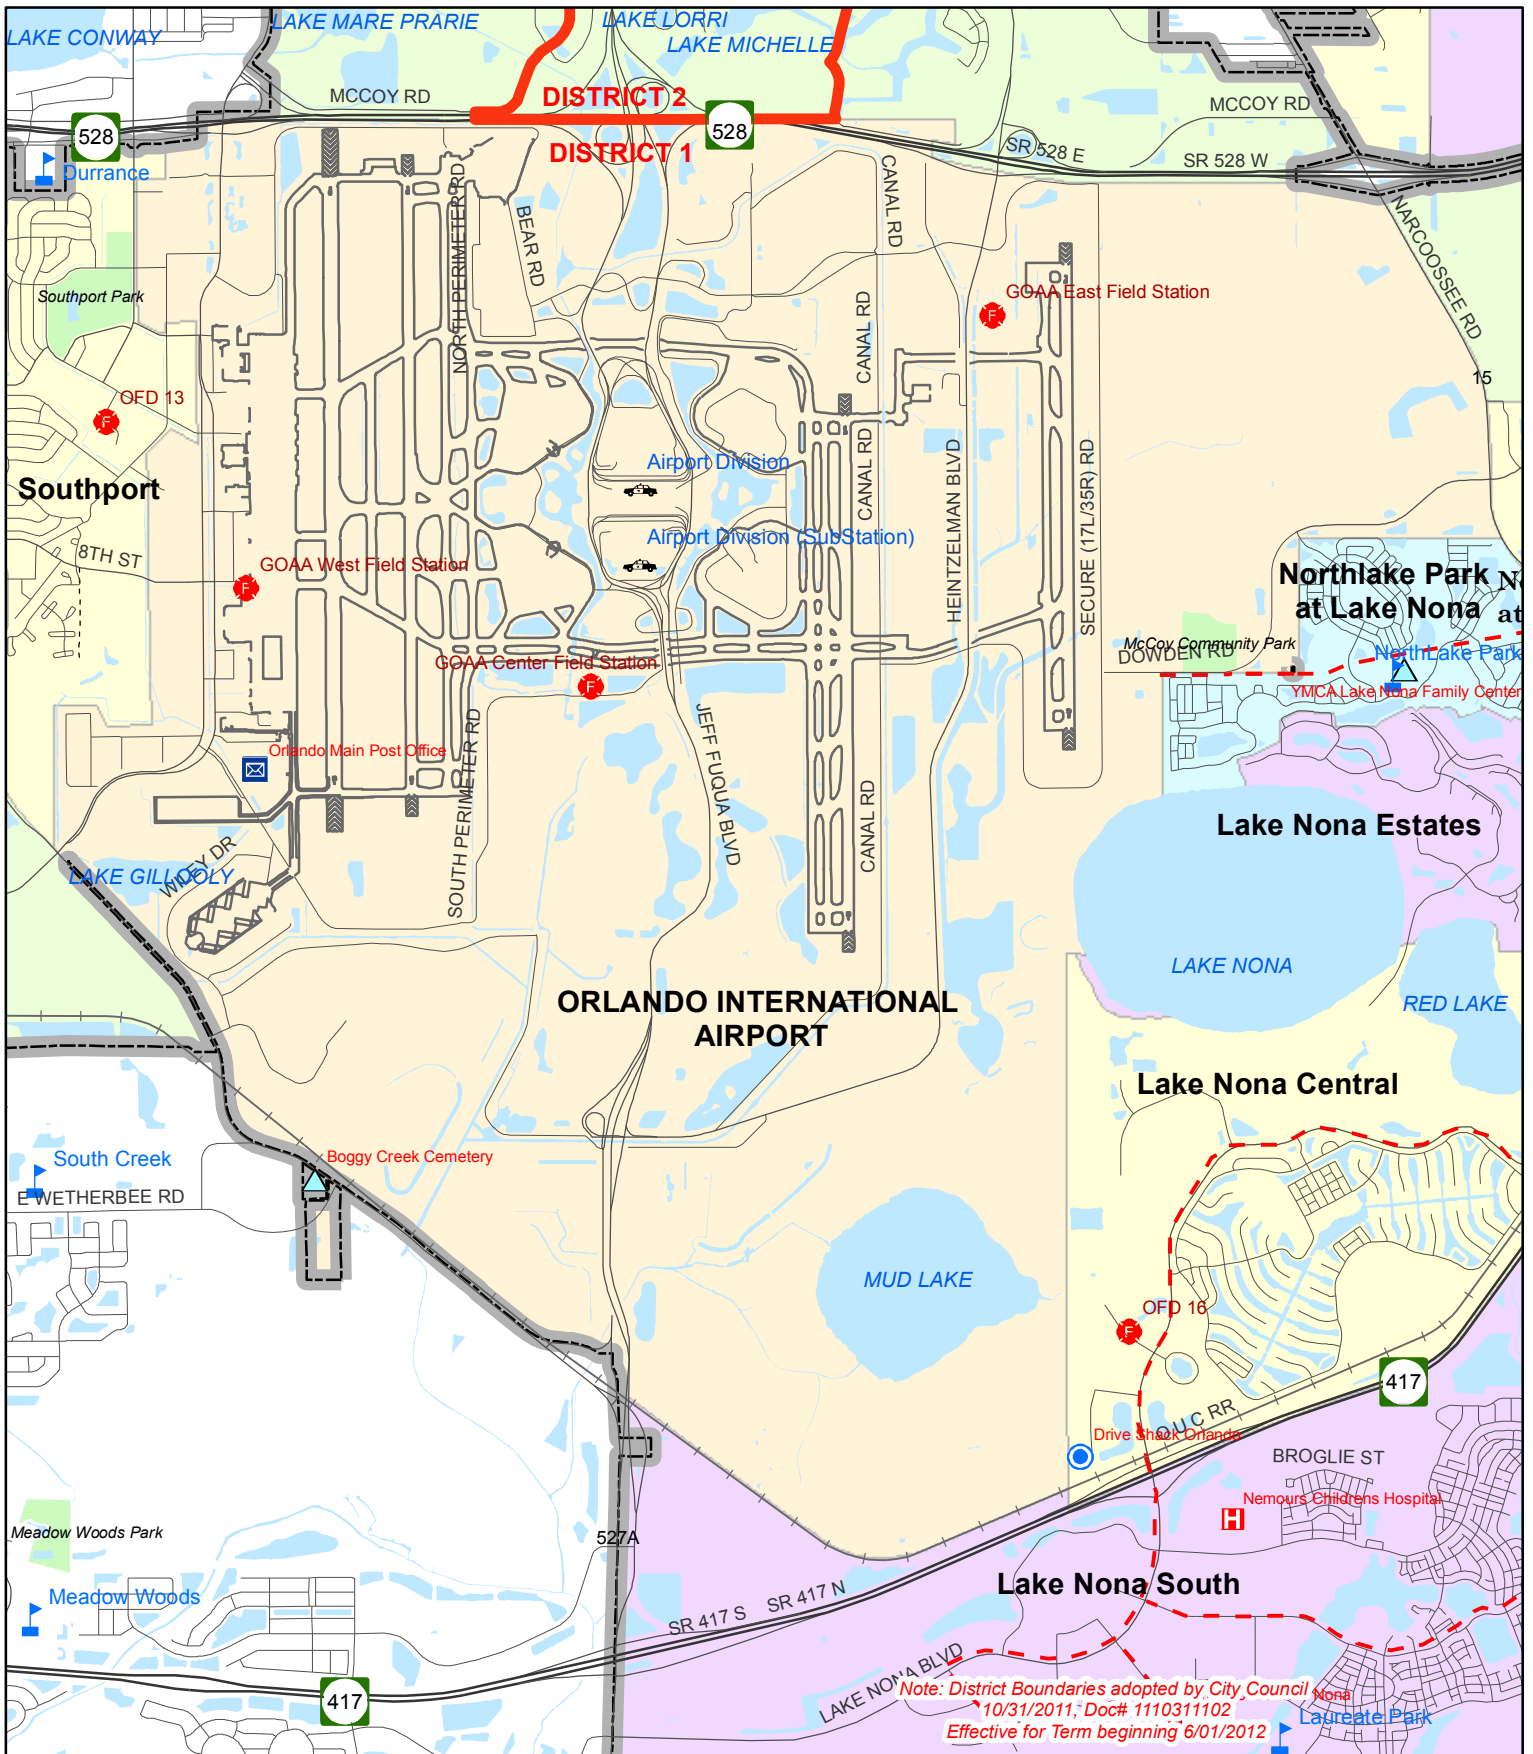 LAKE CONWAY
LAKE MARE PRARIE
LAKE LORRI
LAKE MICHELLE
MCCOY RD
DISTRICT 2
MCCOY RD
528
528
DISTRICT 1
SR 528 E
SR 528 W
Durrance
NORTH PERIMETER RD
BEAR RD
CANAL RD
NARCOOSSEE RD
Southport Park
GOAA East Field Station
CANAL RD
15
OFD 13
Airport Division
CANAL RD
HEINTZELMAN BLVD
SECURE (17L/35R) RD
Southport
Airport Division (SubStation)
8TH ST
GOAA West Field Station
Northlake Park
at Lake Nona
at
McCoy Community Park
DOWDEN RD
NorthLake Park
GOAA Center Field Station
YMCA Lake Nona Family Center
Orlando Main Post Office
SOUTH PERIMETER RD
JEFF FUQUA BLVD
CANAL RD
Lake Nona Estates
WILEY DR
LAKE GILLOOLY
LAKE NONA
RED LAKE
ORLANDO INTERNATIONAL
AIRPORT
Lake Nona Central
South Creek
Boggy Creek Cemetery
E WETHERBEE RD
MUD LAKE
OFD 16
417
O U C RR
Drive Shack Orlando
BROGLIE ST
Nemours Childrens Hospital
Meadow Woods Park
527A
Lake Nona South
Meadow Woods
SR 417 S
SR 417 N
LAKE NONA BLVD
417
Note: District Boundaries adopted by City Council
10/31/2011, Doc# 1110311102
Effective for Term beginning 6/01/2012
Nona
Laureate Park